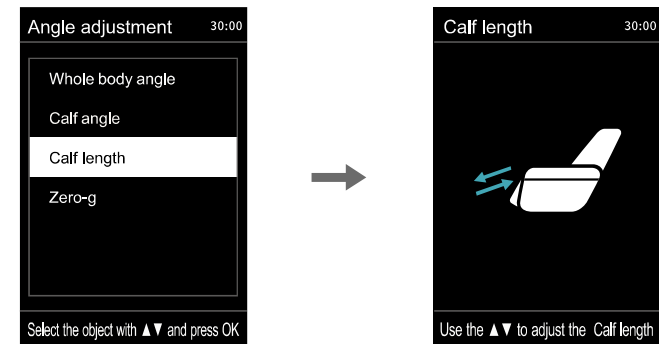 Angle adjustment 30:00
Whole body angle
Calf angle
Calf length
Zero-g
Select the object with ▲▼ and press OK
Calf length 30:00
Use the ▲▼ to adjust the Calf length